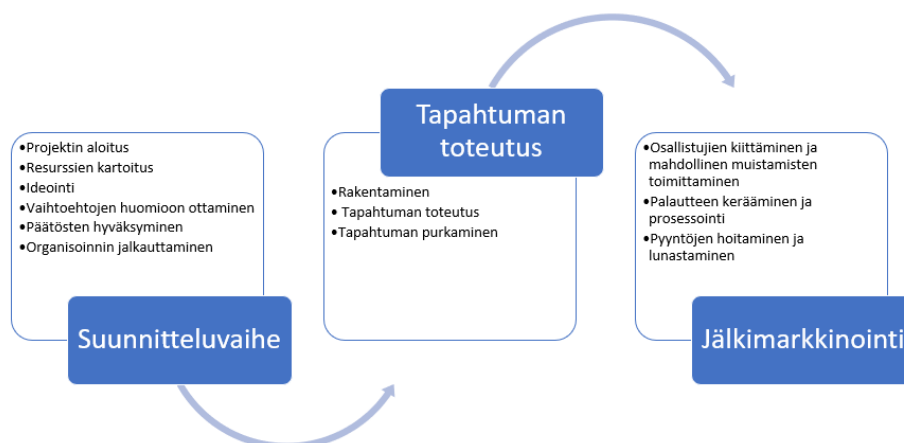 •Projektin aloitus
•Resurssien kartoitus
•Ideointi
•Vaihtoehtojen huomioon ottaminen
•Päätösten hyväksyminen
•Organisoinnin jalkauttaminen
Suunnitteluvaihe
Tapahtuman
toteutus
•Rakentaminen
• Tapahtuman toteutus
•Tapahtuman purkaminen
•Osallistujien kiittäminen ja
mahdollinen muistamisten
toimittaminen
•Palautteen kerääminen ja
prosessointi
•Pyyntöjen hoitaminen ja
lunastaminen
Jälkimarkkinointi